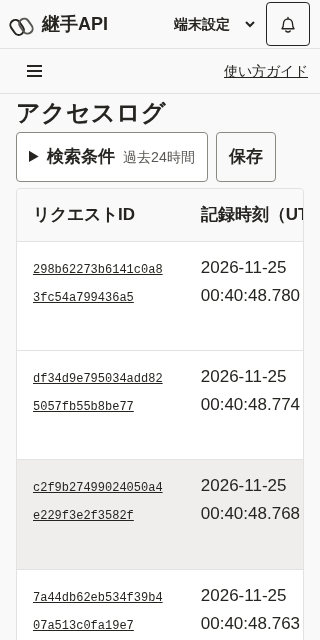 継手API
端末設定
使い方ガイド
アクセスログ
検索条件 過去24時間
保存
リクエストID
記録時刻（UT
298b62273b6141c0a8
3fc54a799436a5
2026-11-25
00:40:48.780
df34d9e795034add82
5057fb55b8be77
2026-11-25
00:40:48.774
c2f9b27499024050a4
e229f3e2f3582f
2026-11-25
00:40:48.768
7a44db62eb534f39b4
07a513c0fa19e7
2026-11-25
00:40:48.763